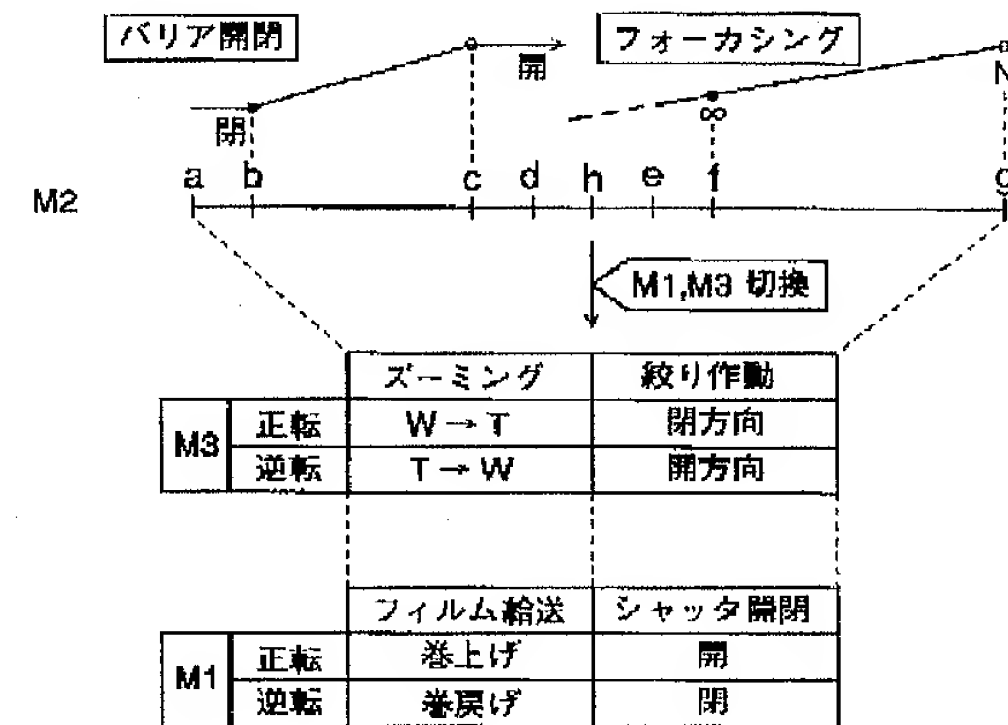 バリア開閉 フォーカシング
開
閉 ∞ N
a b c d h e f g
M2
M1,M3 切換
ズーミング 絞り作動
M3 正転 W→T 閉方向
逆転 T→W 開方向
フィルム給送 シャッタ開閉
M1 正転 巻上げ 開
逆転 巻戻げ 閉